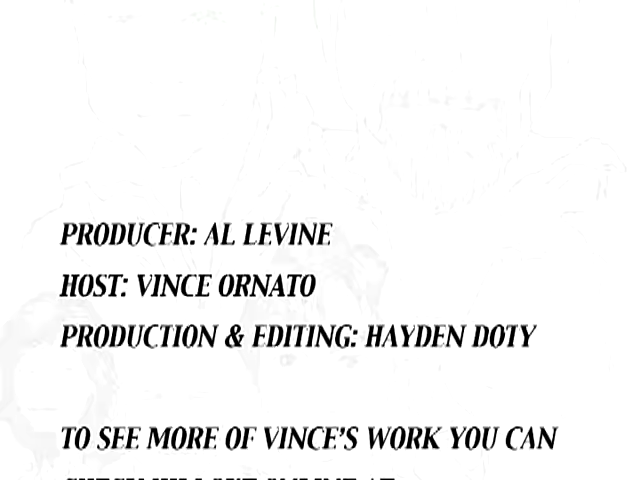 PRODUCER: AL LEVINE
HOST: VINCE ORNATO
PRODUCTION & EDITING: HAYDEN DOTY
TO SEE MORE OF VINCE'S WORK YOU CAN